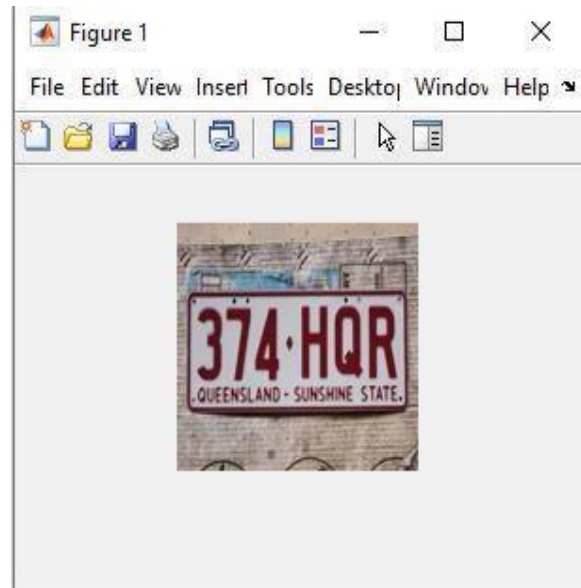 Figure 1
File Edit View Insert Tools Desktop Window Help
374·HQR
QUEENSLAND - SUNSHINE STATE